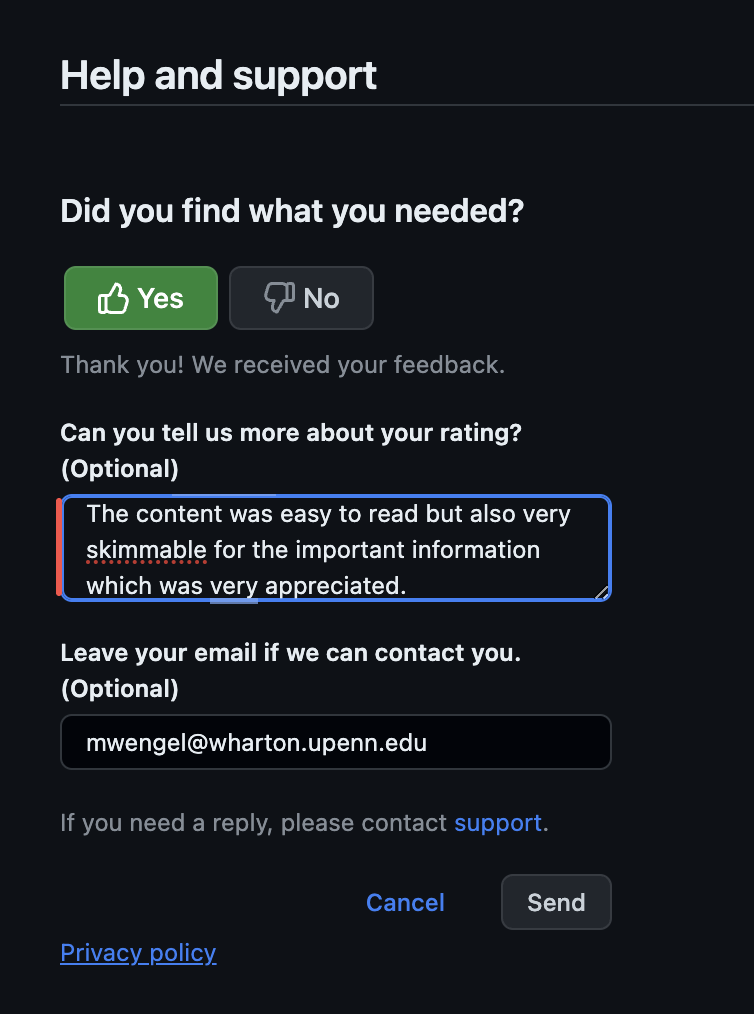 Help and support
Did you find what you needed?
Yes
No
Thank you! We received your feedback.
Can you tell us more about your rating?
(Optional)
The content was easy to read but also very
skimmable for the important information
which was very appreciated.
Leave your email if we can contact you.
(Optional)
mwengel@wharton.upenn.edu
If you need a reply, please contact support.
Cancel
Send
Privacy policy